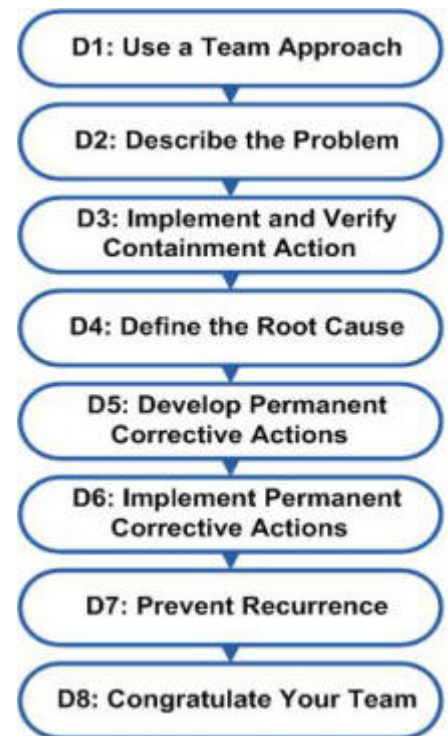 D1: Use a Team Approach
D2: Describe the Problem
D3: Implement and Verify
Containment Action
D4: Define the Root Cause
D5: Develop Permanent
Corrective Actions
D6: Implement Permanent
Corrective Actions
D7: Prevent Recurrence
D8: Congratulate Your Team